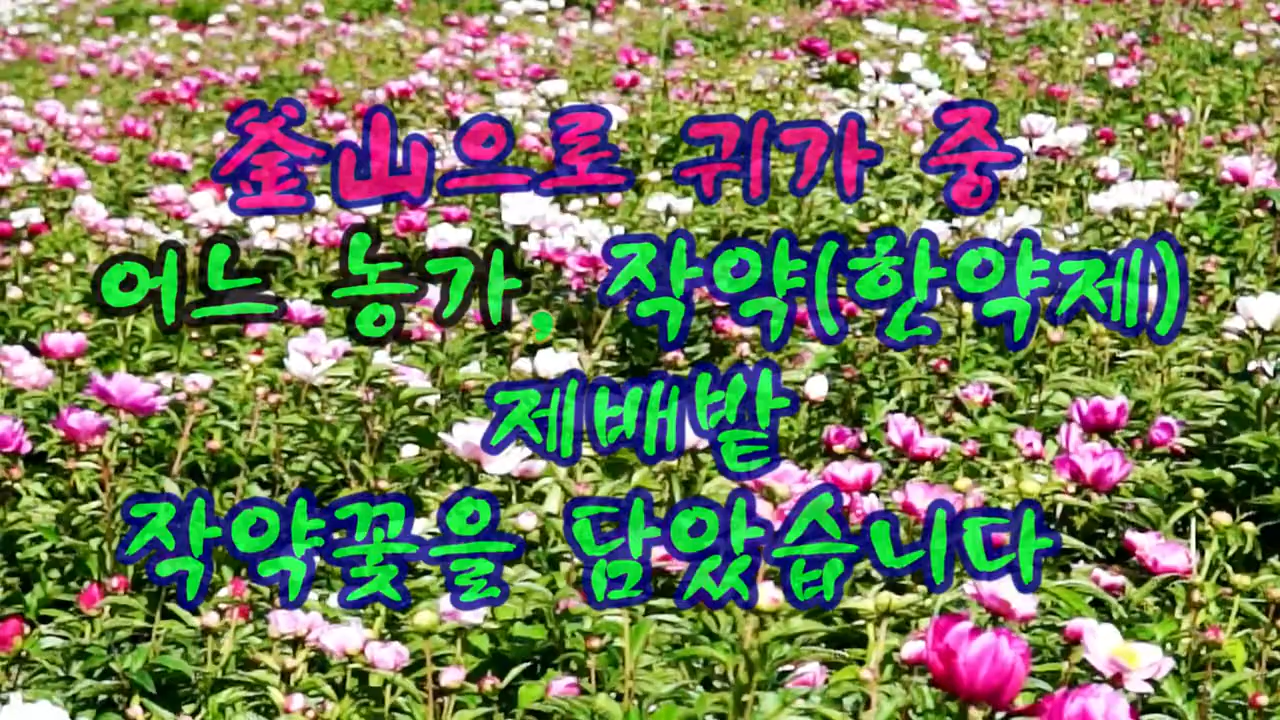 釜山으로 귀가 중
어느 농가, 작약(한약제)
제배밭
작약꽃을 담았습니다